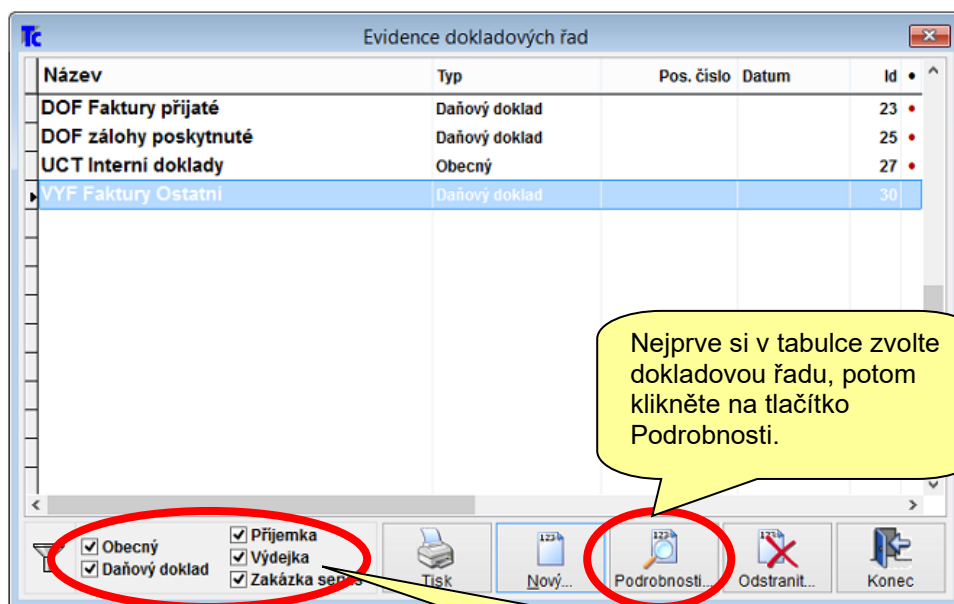 Tc Evidence dokladových řad
Název Typ Pos. číslo Datum Id
DOF Faktury přijaté Daňový doklad 23
DOF zálohy poskytnuté Daňový doklad 25
UCT Interní doklady Obecný 27
VYF Faktury Ostatní Daňový doklad 30
Nejprve si v tabulce zvolte
dokladovou řadu, potom
klikněte na tlačítko
Podrobnosti.
Obecný
Daňový doklad
Příjemka
Výdejka
Zakázka servis
Tisk
Nový...
Podrobnosti...
Odstranit...
Konec